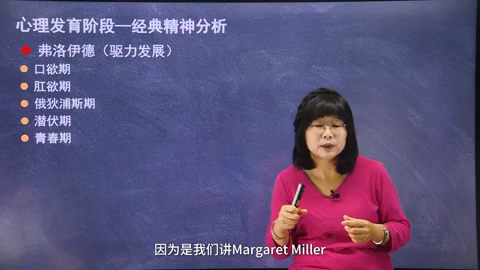 心理发育阶段—经典精神分析
弗洛伊德（驱力发展）
口欲期
肛欲期
俄狄浦斯期
潜伏期
青春期
因为是我们讲Margaret Miller